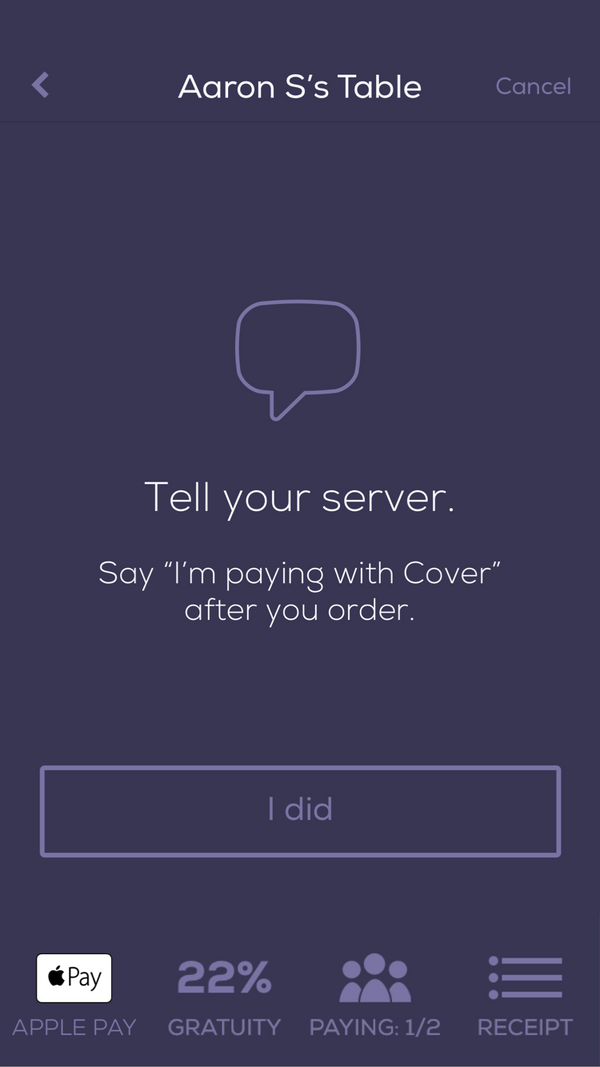 Aaron S’s Table
Cancel
Tell your server.
Say “I’m paying with Cover”
after you order.
I did
Pay
22%
APPLE PAY
GRATUITY
PAYING: 1/2
RECEIPT